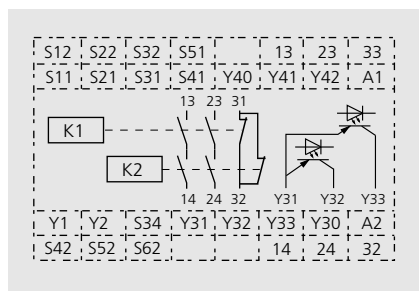 S12 S22 S32 S51 13 23 33
S11 S21 S31 S41 Y40 Y41 Y42 A1
13 23 31
K1
K2
14 24 32 Y31 Y32 Y33
Y1 Y2 S34 Y31 Y32 Y33 Y30 A2
S42 S52 S62 14 24 32